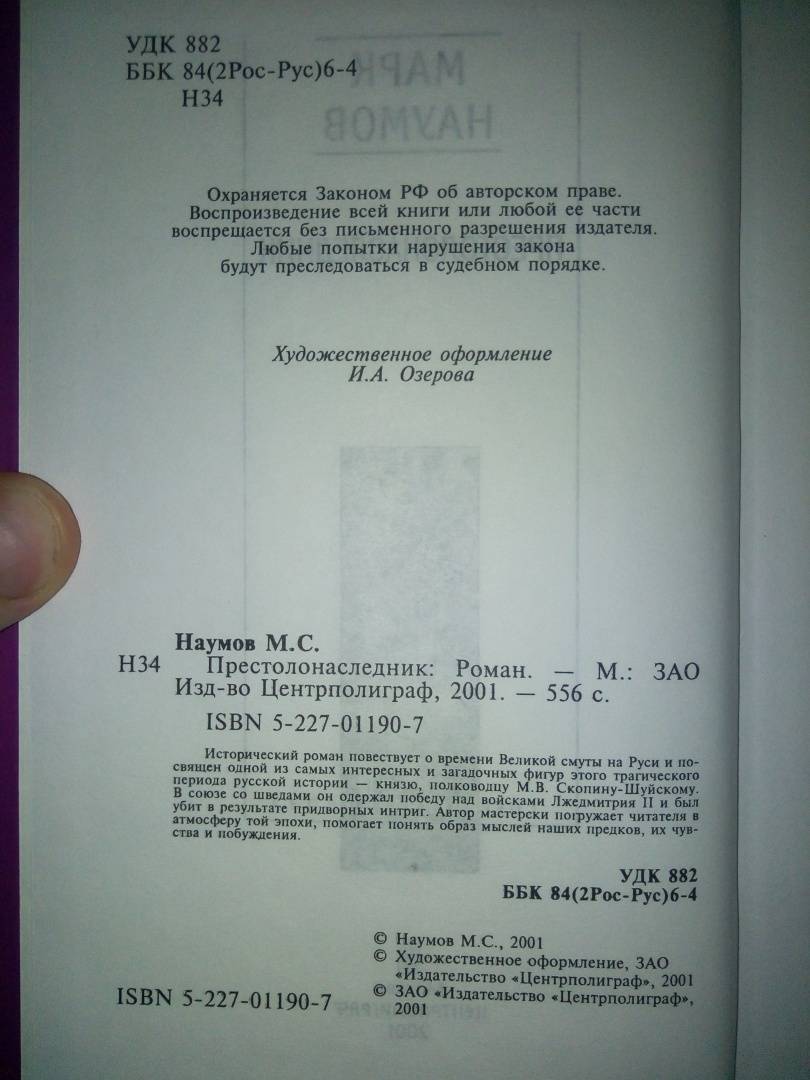 УДК 882
ББК 84(2Рос-Рус)6-4
Н34
МАРК
НАУМОВ
Охраняется Законом РФ об авторском праве.
Воспроизведение всей книги или любой ее части
воспрещается без письменного разрешения издателя.
Любые попытки нарушения закона
будут преследоваться в судебном порядке.
Художественное оформление
И.А. Озерова
Наумов М.С.
Н34 Престолонаследник: Роман. — М.: ЗАО
Изд-во Центрполиграф, 2001. — 556 с.
ISBN 5-227-01190-7
Исторический роман повествует о времени Великой смуты на Руси и по-
священ одной из самых интересных и загадочных фигур этого трагического
периода русской истории — князю, полководцу М.В. Скопину-Шуйскому.
В союзе со шведами он одержал победу над войсками Лжедмитрия II и был
убит в результате придворных интриг. Автор мастерски погружает читателя в
атмосферу той эпохи, помогает понять образ мыслей наших предков, их чув-
ства и побуждения.
УДК 882
ББК 84(2Рос-Рус)6-4
© Наумов М.С., 2001
© Художественное оформление, ЗАО
«Издательство «Центрполиграф», 2001
© ЗАО «Издательство «Центрполиграф»,
2001
ISBN 5-227-01190-7